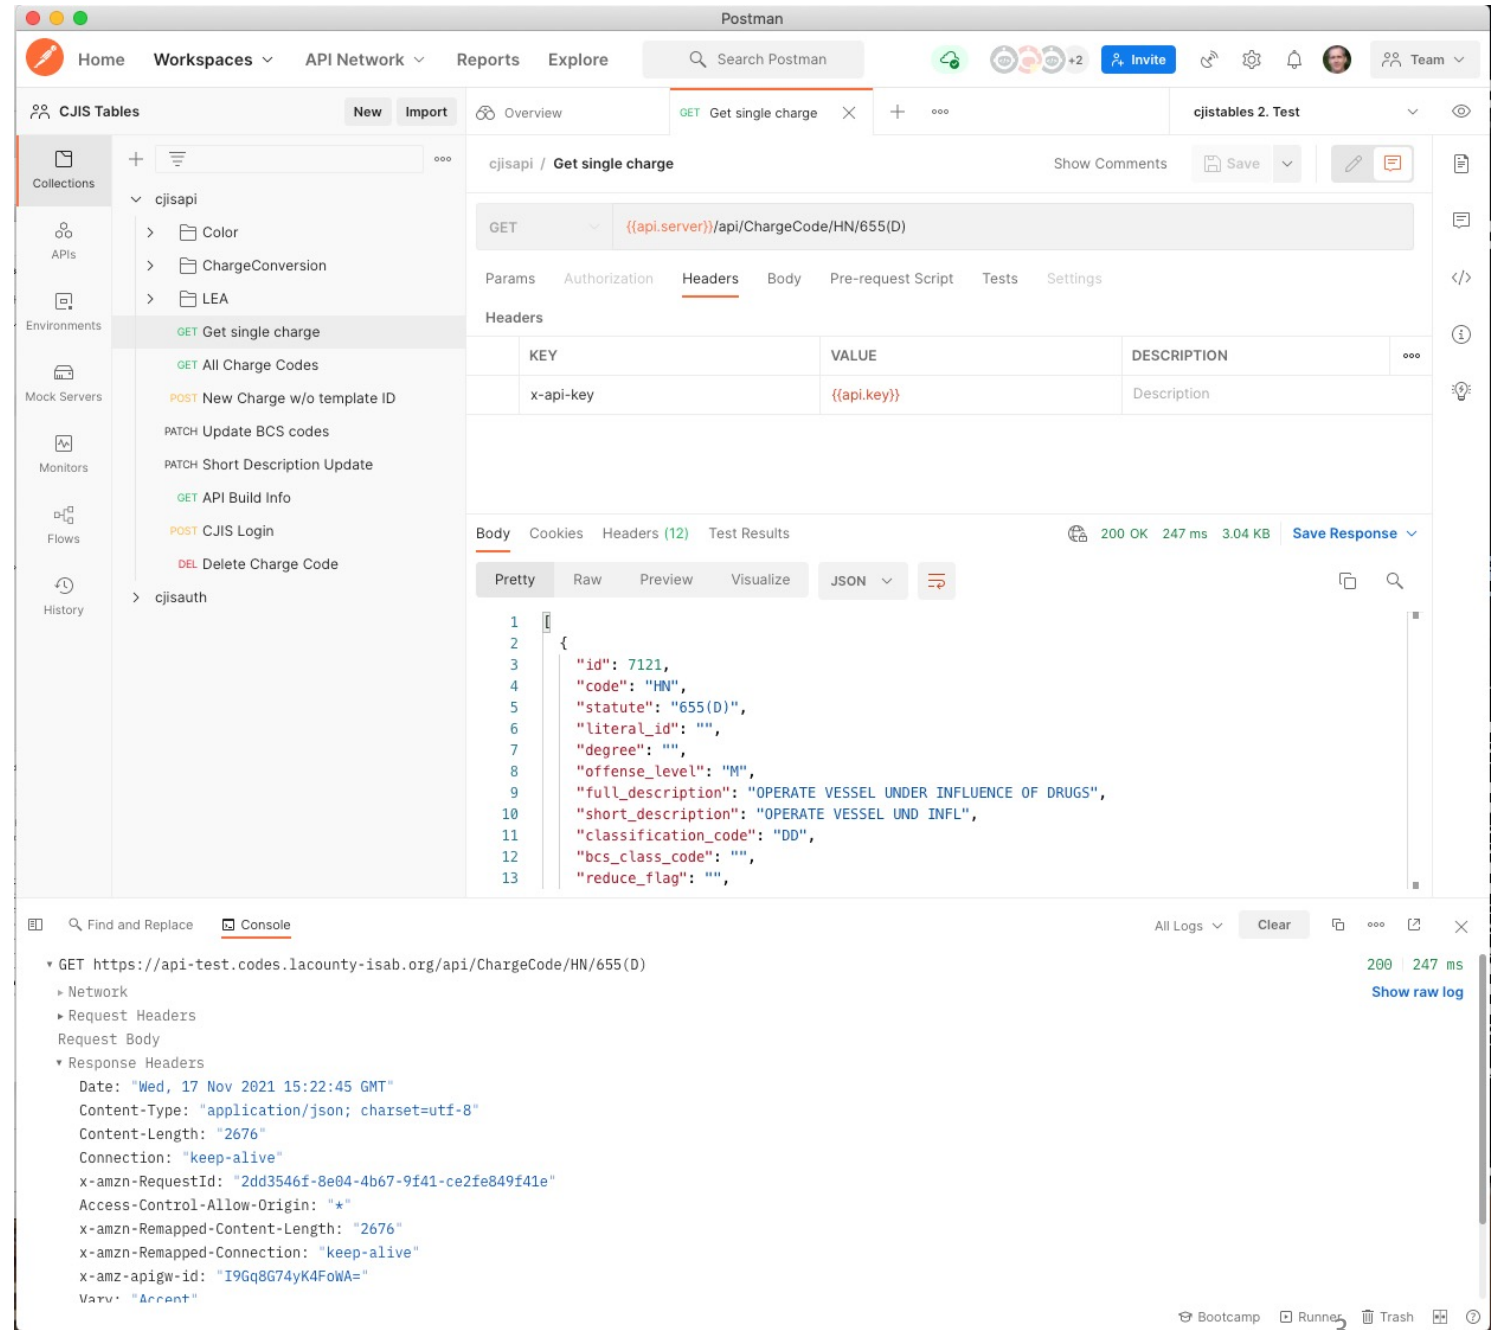 Postman
Home Workspaces API Network Reports Explore Search Postman +2 Invite Team
CJIS Tables New Import Overview GET Get single charge ooo cjistables 2. Test
Collections
APIs
Environments
Mock Servers
Monitors
Flows
History
cjisapi
Color
ChargeConversion
LEA
GET Get single charge
GET All Charge Codes
POST New Charge w/o template ID
PATCH Update BCS codes
PATCH Short Description Update
GET API Build Info
POST CJIS Login
DEL Delete Charge Code
cjisauth
cjisapi / Get single charge Show Comments Save
GET {{api.server}}/api/ChargeCode/HN/655(D)
Params Authorization Headers Body Pre-request Script Tests Settings
Headers
KEY VALUE DESCRIPTION
x-api-key {{api.key}} Description
Body Cookies Headers (12) Test Results 200 OK 247 ms 3.04 KB Save Response
Pretty Raw Preview Visualize JSON
1 [
2 {
3 "id": 7121,
4 "code": "HN",
5 "statute": "655(D)",
6 "literal_id": "",
7 "degree": "",
8 "offense_level": "M",
9 "full_description": "OPERATE VESSEL UNDER INFLUENCE OF DRUGS",
10 "short_description": "OPERATE VESSEL UND INFL",
11 "classification_code": "DD",
12 "bcs_class_code": "",
13 "reduce_flag": "",
Find and Replace Console All Logs Clear
GET https://api-test.codes.lacounty-isab.org/api/ChargeCode/HN/655(D) 200 247 ms
Network Show raw log
Request Headers
Request Body
Response Headers
Date: "Wed, 17 Nov 2021 15:22:45 GMT"
Content-Type: "application/json; charset=utf-8"
Content-Length: "2676"
Connection: "keep-alive"
x-amzn-RequestId: "2dd3546f-8e04-4b67-9f41-ce2fe849f41e"
Access-Control-Allow-Origin: "*"
x-amzn-Remapped-Content-Length: "2676"
x-amzn-Remapped-Connection: "keep-alive"
x-amz-apigw-id: "I9Gq8G74yK4FoWA="
Vary: "Accept"
Bootcamp Runner 3 Trash